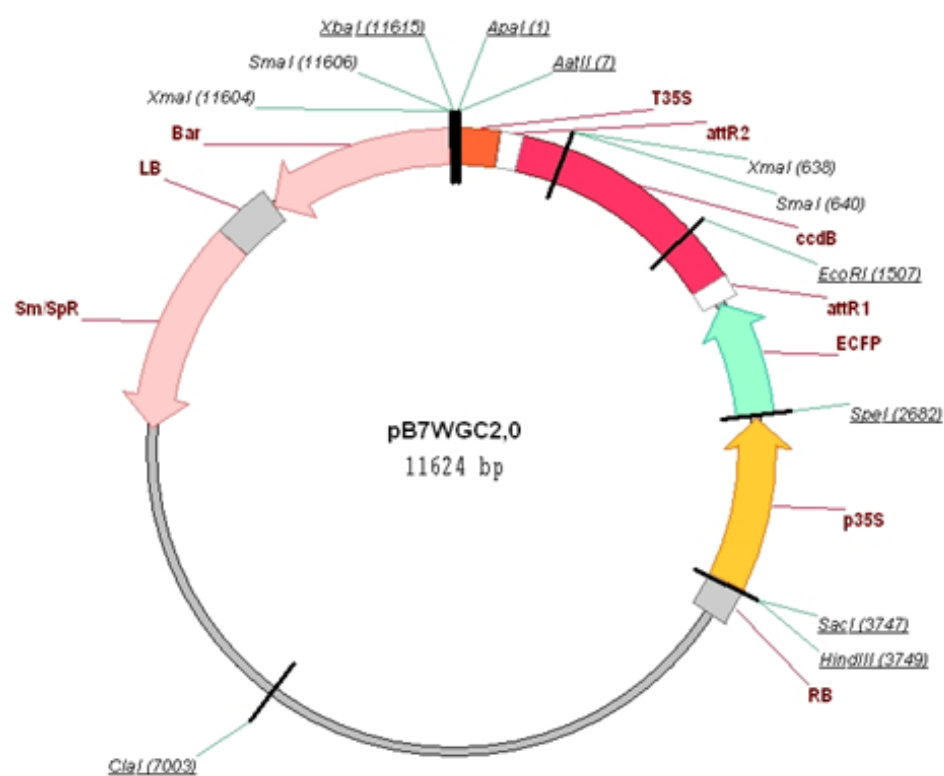 XbaI (11615)
ApaI (1)
SmaI (11606)
AatII (7)
XmaI (11604)
T35S
Bar
attR2
LB
XmaI (638)
SmaI (640)
ccdB
EcoRI (1507)
Sm/SpR
attR1
ECFP
pB7WGC2,0
SpeI (2682)
11624 bp
p35S
SacI (3747)
HindIII (3749)
RB
ClaI (7003)